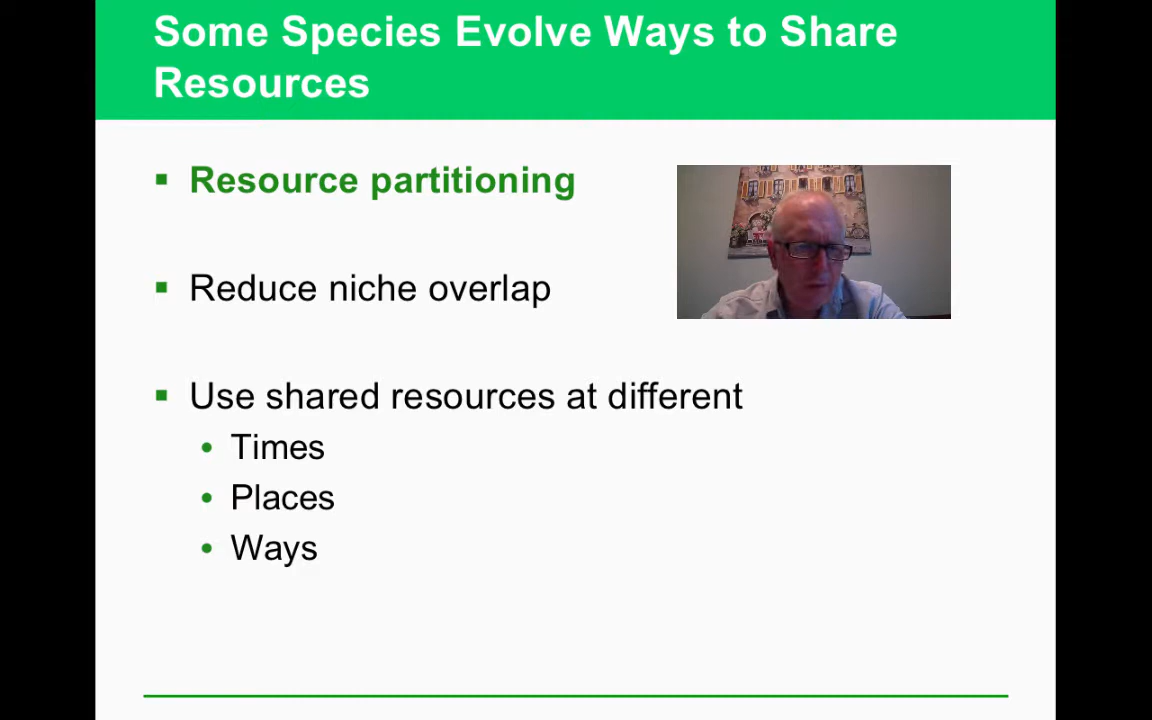 Some Species Evolve Ways to Share
Resources
▪ Resource partitioning
▪ Reduce niche overlap
▪ Use shared resources at different
• Times
• Places
• Ways